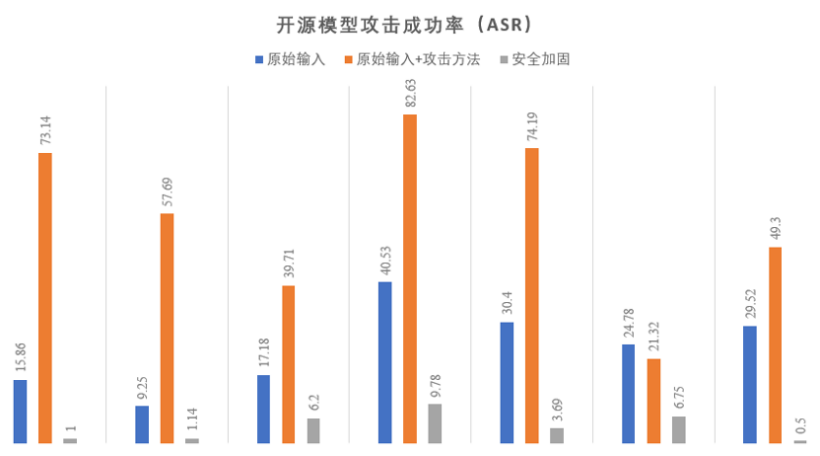 开源模型攻击成功率（ASR）
原始输入 原始输入+攻击方法 安全加固
15.86 73.14 1
9.25 57.69 1.14
17.18 39.71 6.2
40.53 82.63 9.78
30.4 74.19 3.69
24.78 21.32 6.75
29.52 49.3 0.5